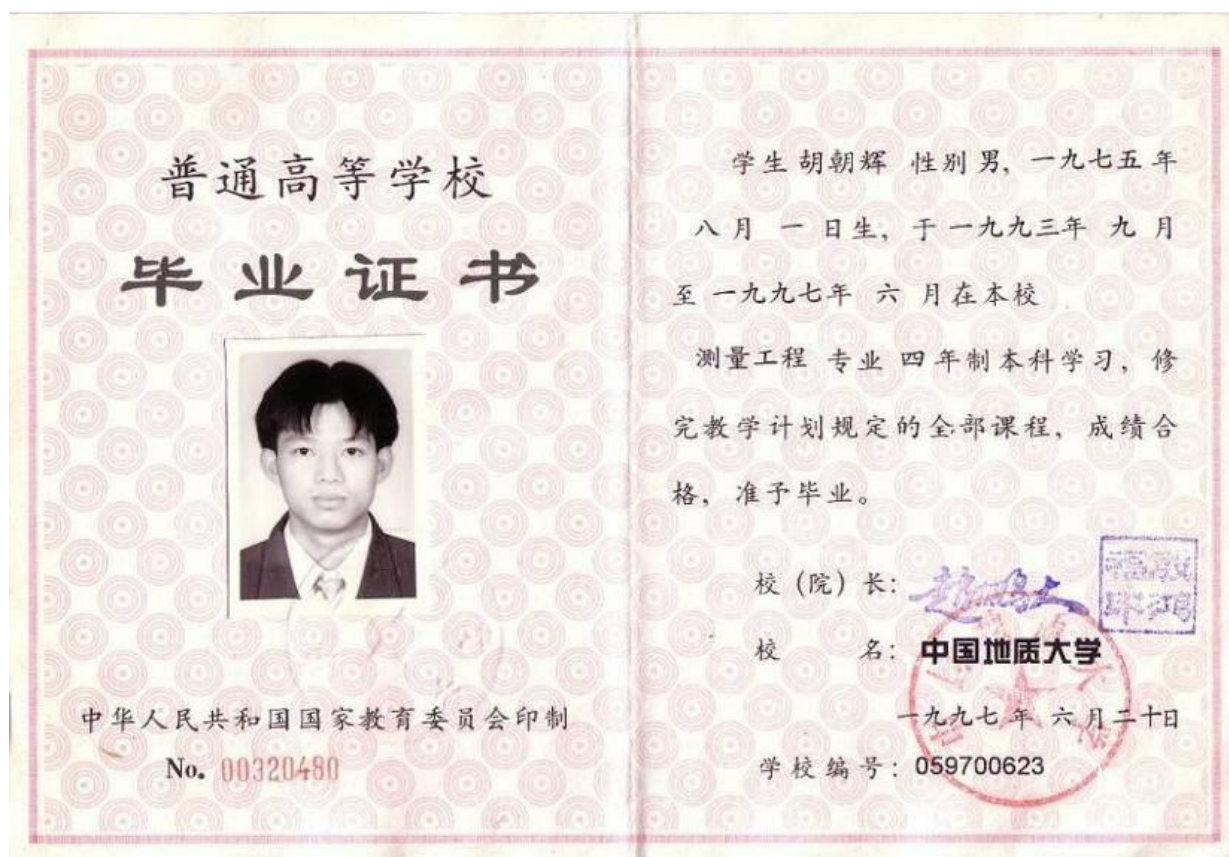 普通高等学校
毕业证书
中华人民共和国国家教育委员会印制
No. 00320480
学生 胡朝辉 性别 男, 一九七五 年
八 月 一 日生, 于 一九九三年 九 月
至 一九九七年 六 月在本校
测量工程 专业 四 年制本科学习, 修
完教学计划规定的全部课程, 成绩合
格, 准予毕业。
校 (院) 长: 赵鹏大
校 名: 中国地质大学
一九九七 年 六 月二十日
学校编号: 059700623